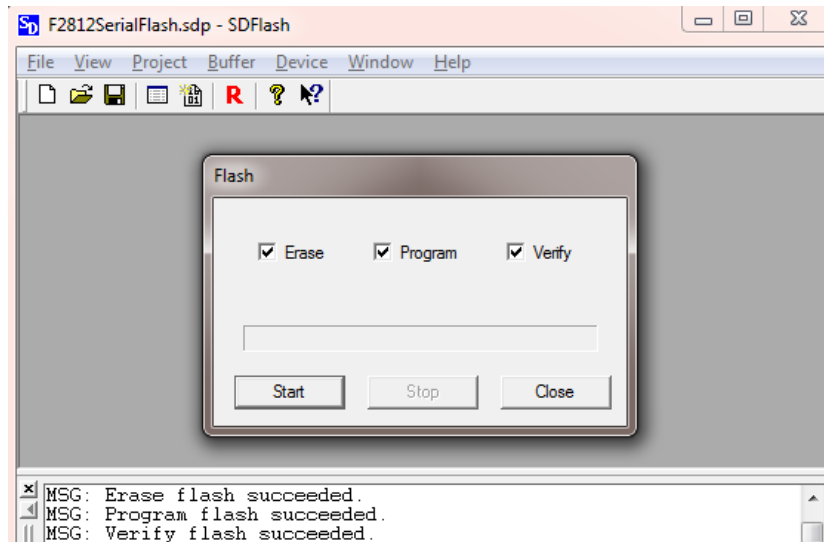 SD F2812SerialFlash.sdp - SDFlash
File View Project Buffer Device Window Help
R ? ?
Flash
Erase Program Verify
Start Stop Close
MSG: Erase flash succeeded.
MSG: Program flash succeeded.
MSG: Verify flash succeeded.